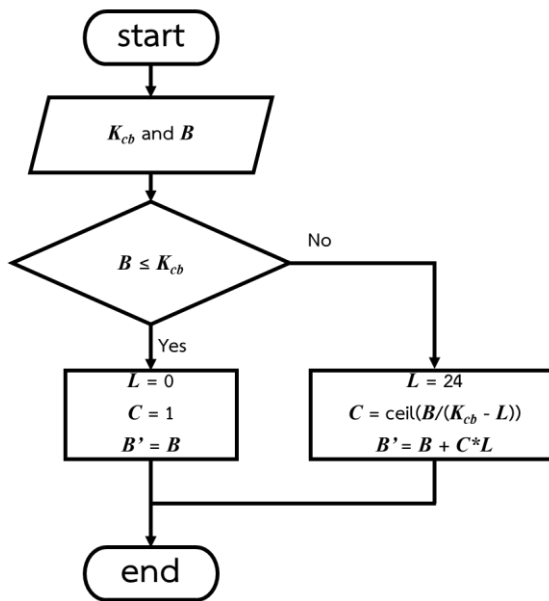 start
K_cb and B
B ≤ K_cb
No
Yes
L = 0
C = 1
B' = B
L = 24
C = ceil(B/(K_cb - L))
B' = B + C*L
end